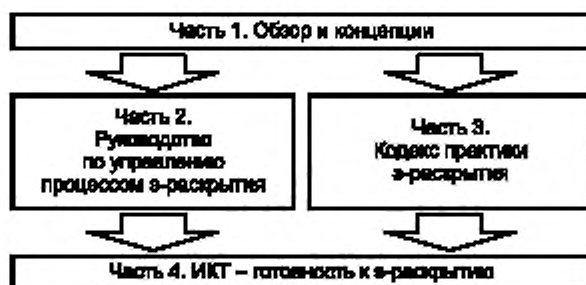 Часть 1. Обзор и концепции
Часть 2.
Руководство
по управлению
процессом э-раскрытия
Часть 3.
Кодекс практики
э-раскрытия
Часть 4. ИКТ – готовность к э-раскрытию